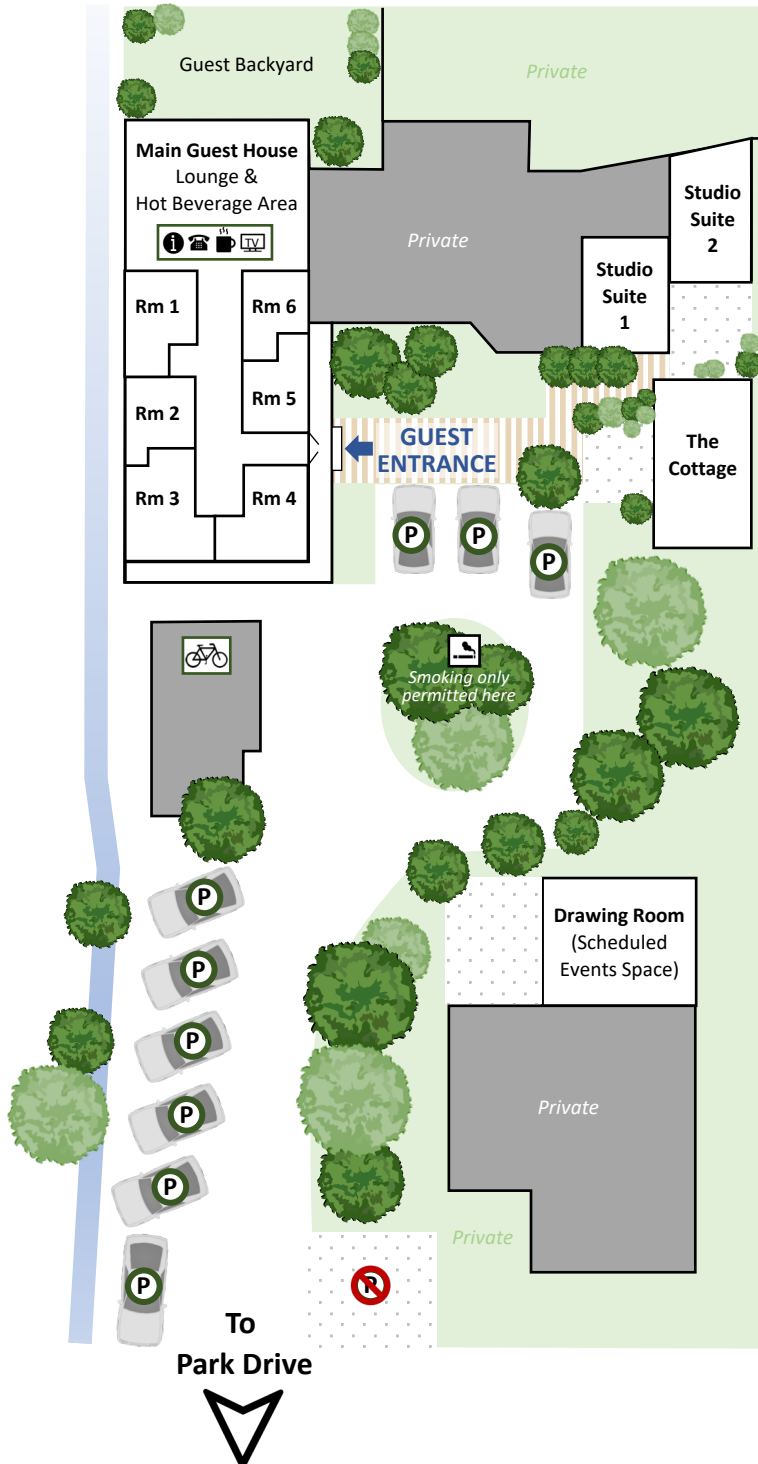 Guest Backyard
Private
Main Guest House
Lounge &
Hot Beverage Area
i
TV
Private
Studio
Suite
2
Studio
Suite
1
Rm 1
Rm 6
Rm 2
Rm 5
Rm 3
Rm 4
GUEST
ENTRANCE
The
Cottage
P
P
P
Smoking only
permitted here
P
Drawing Room
(Scheduled
Events Space)
P
P
P
P
Private
Private
P
P
To
Park Drive